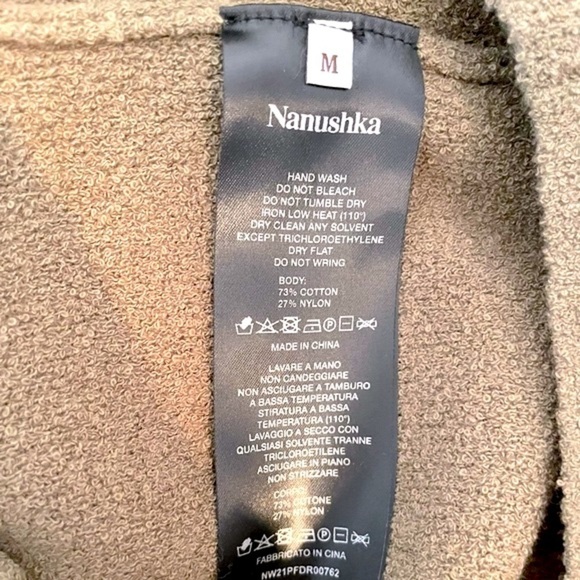 M
Nanushka
HAND WASH
DO NOT BLEACH
DO NOT TUMBLE DRY
IRON LOW HEAT (110°)
DRY CLEAN ANY SOLVENT
EXCEPT TRICHLOROETHYLENE
DRY FLAT
DO NOT WRING
BODY:
73% COTTON
27% NYLON
MADE IN CHINA
LAVARE A MANO
NON CANDEGGIARE
NON ASCIUGARE A TAMBURO
A BASSA TEMPERATURA
STIRATURA A BASSA
TEMPERATURA (110°)
LAVAGGIO A SECCO CON
QUALSIASI SOLVENTE TRANNE
TRICLOROETILENE
ASCIUGARE IN PIANO
NON STRIZZARE
CORPO:
73% COTONE
27% NYLON
FABBRICATO IN CINA
NW21PFDR00762